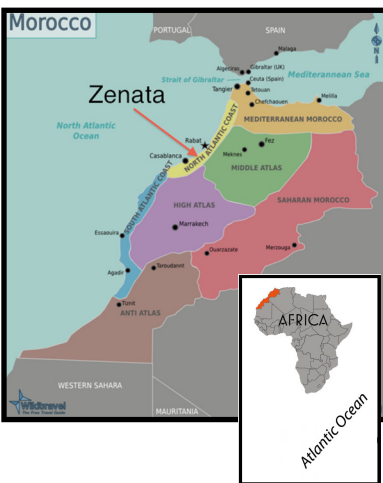 Morocco
PORTUGAL
SPAIN
Malaga
Algeciras
Gibraltar (UK)
Strait of Gibraltar
Ceuta (Spain)
Mediterannean Sea
Tangier
Tetouan
Chefchaouen
Melilla
Zenata
MEDITERRANEAN MOROCCO
North Atlantic
Ocean
NORTH ATLANTIC COAST
Rabat
Fez
Casablanca
Meknes
MIDDLE ATLAS
SOUTH ATLANTIC COAST
SAHARAN MOROCCO
HIGH ATLAS
Marrakech
Essaouira
Ouarzazate
Merzouga
Taroudannt
Agadir
Tiznit
ANTI ATLAS
AFRICA
WESTERN SAHARA
Wikitravel
The Free Travel Guide
MAURITANIA
Atlantic Ocean